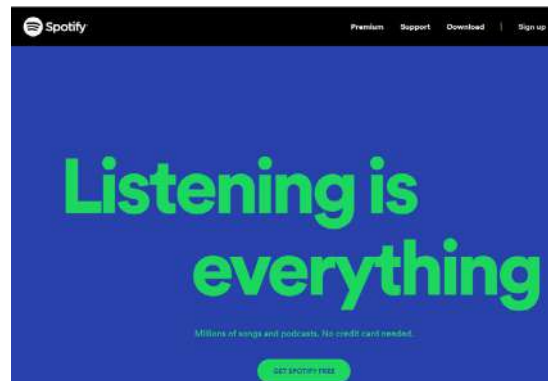 Spotify
Premium Support Download | Sign up
Listening is
everything
Millions of songs and podcasts. No credit card needed.
GET SPOTIFY FREE